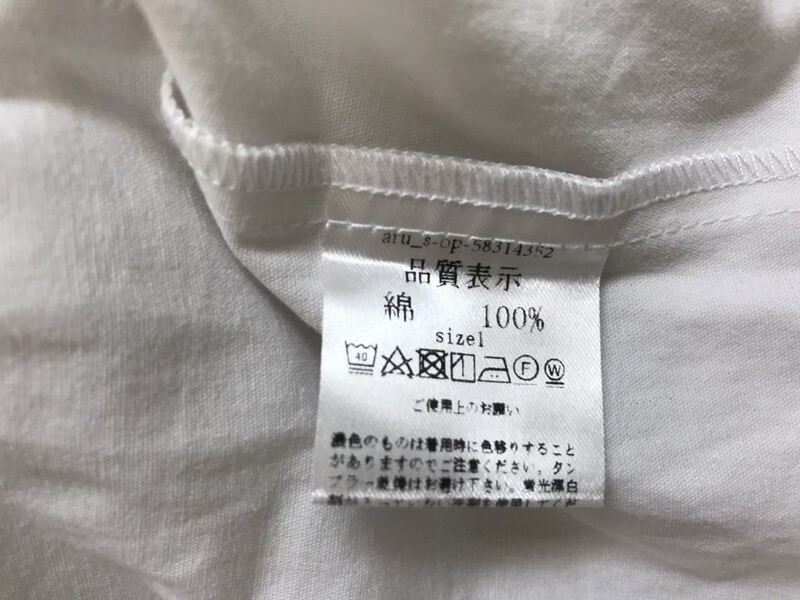 aru_s-op-58314352
品質表示
綿 100%
size1
40 F W
ご使用上のお願い
濃色のものは着用時に色移りすること
がありますのでご注意ください。タン
ブラー乾燥はお避け下さい。蛍光漂白